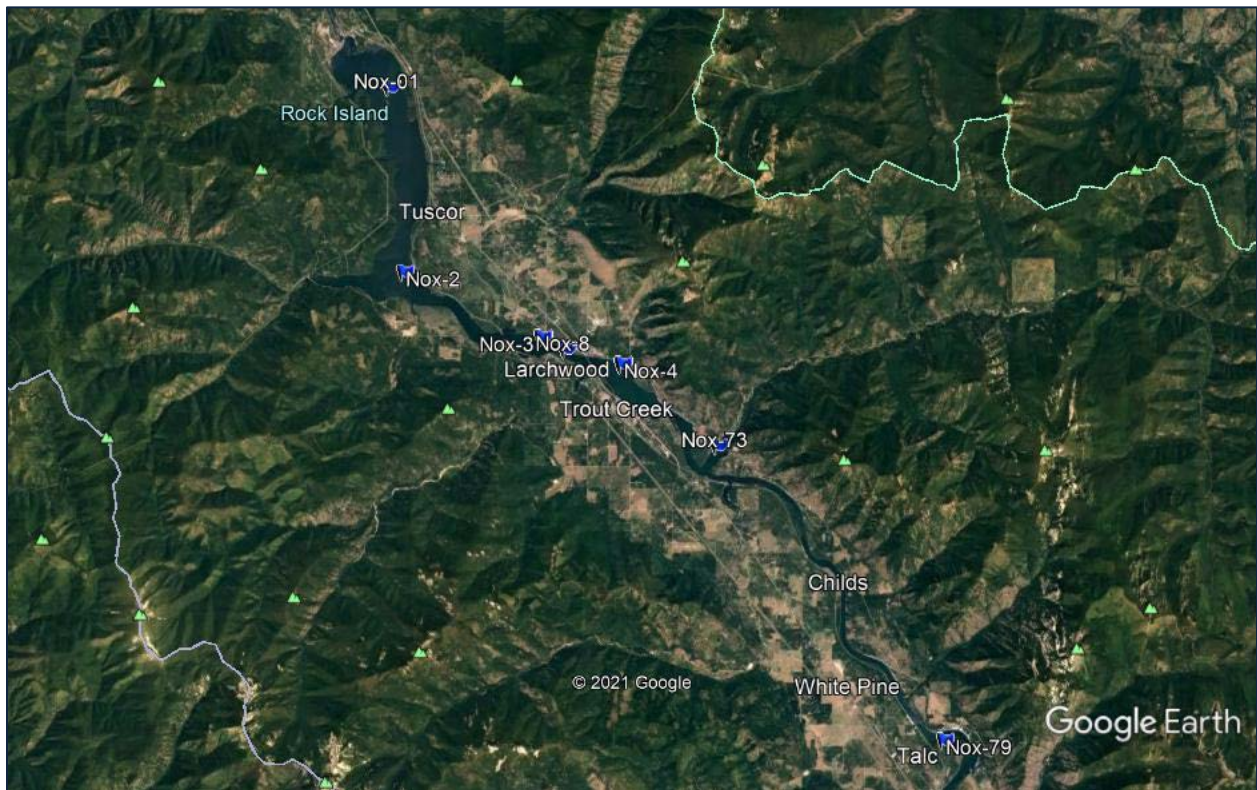 Nox-01
Rock Island
Tuscor
Nox-2
Nox-3 Nox-8
Larchwood Nox-4
Trout Creek
Nox-73
Childs
© 2021 Google
White Pine
Google Earth
Talc Nox-79